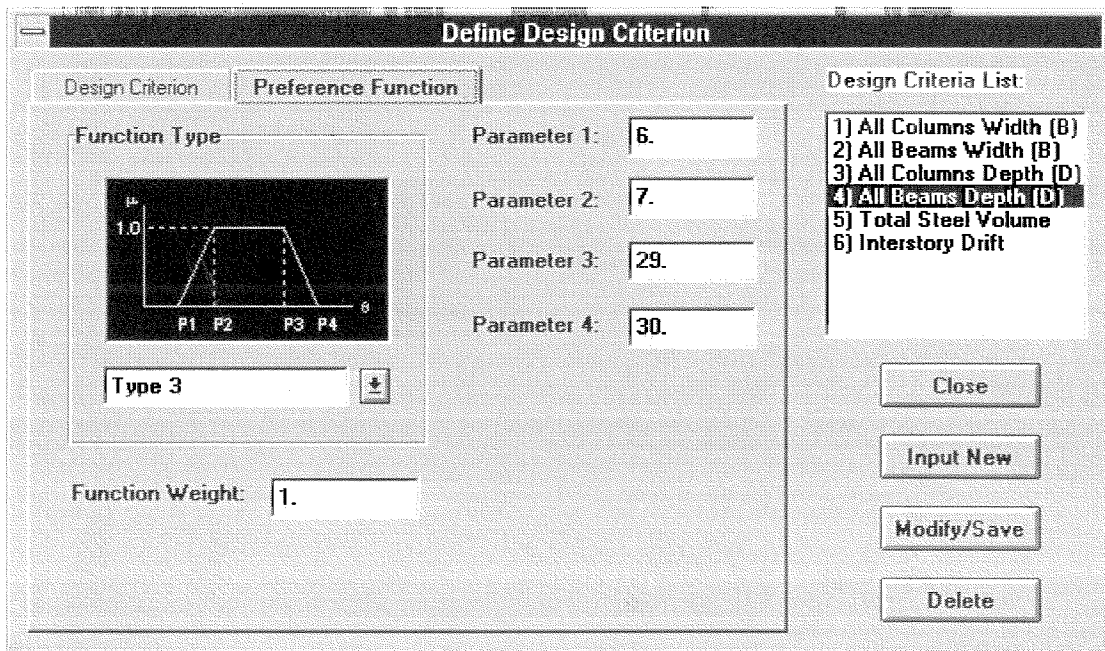 Define Design Criterion
Design Criterion
Preference Function
Function Type
μ
1.0
θ
P1 P2 P3 P4
Type 3
Function Weight: 1.
Parameter 1: 6.
Parameter 2: 7.
Parameter 3: 29.
Parameter 4: 30.
Design Criteria List:
1) All Columns Width (B)
2) All Beams Width (B)
3) All Columns Depth (D)
4) All Beams Depth (D)
5) Total Steel Volume
6) Interstory Drift
Close
Input New
Modify/Save
Delete